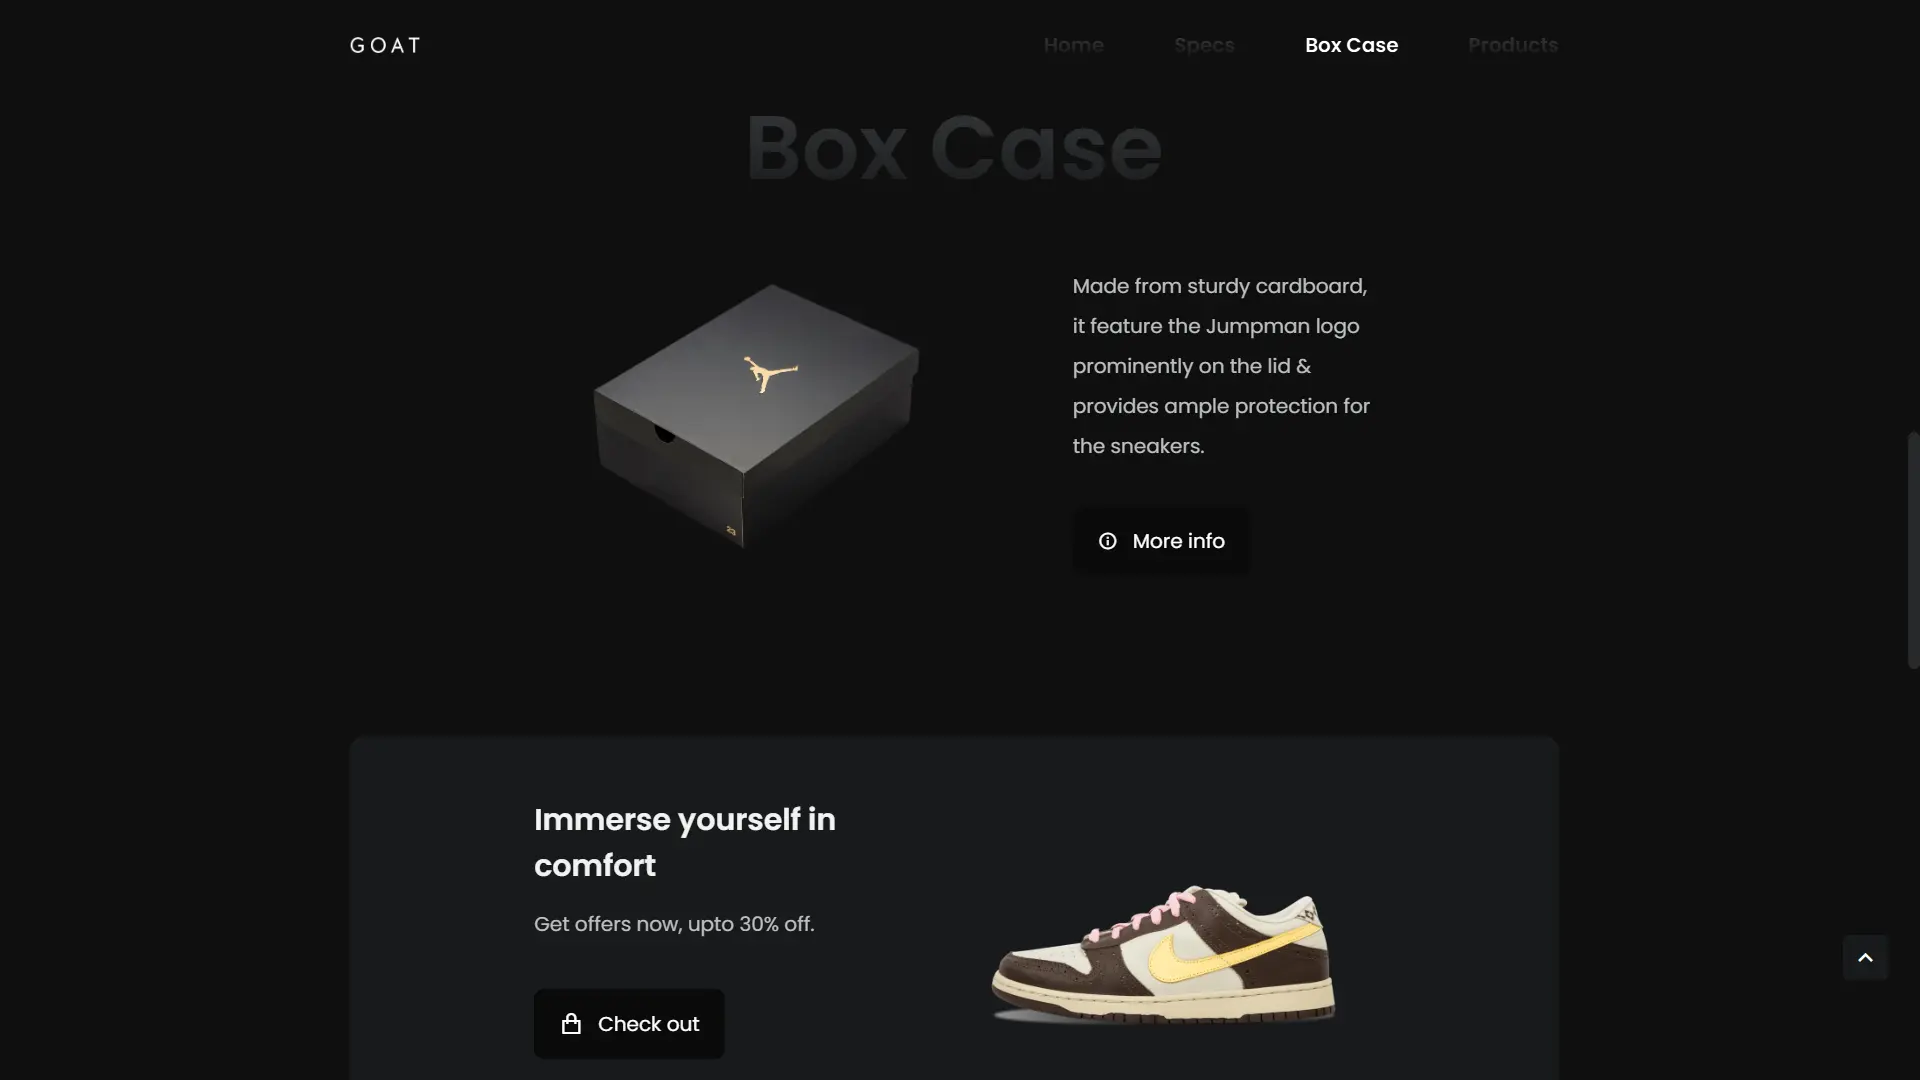 GOAT
Home
Specs
Box Case
Products
Box Case
Made from sturdy cardboard,
it feature the Jumpman logo
prominently on the lid &
provides ample protection for
the sneakers.
23
More info
Immerse yourself in
comfort
Get offers now, upto 30% off.
Check out